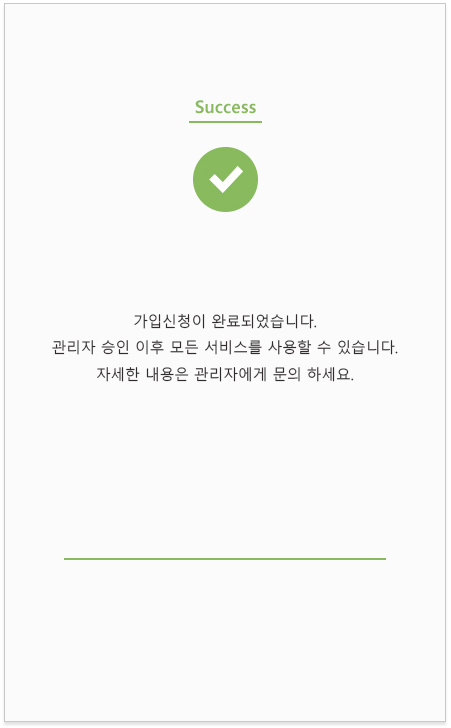 Success
가입신청이 완료되었습니다.
관리자 승인 이후 모든 서비스를 사용할 수 있습니다.
자세한 내용은 관리자에게 문의 하세요.